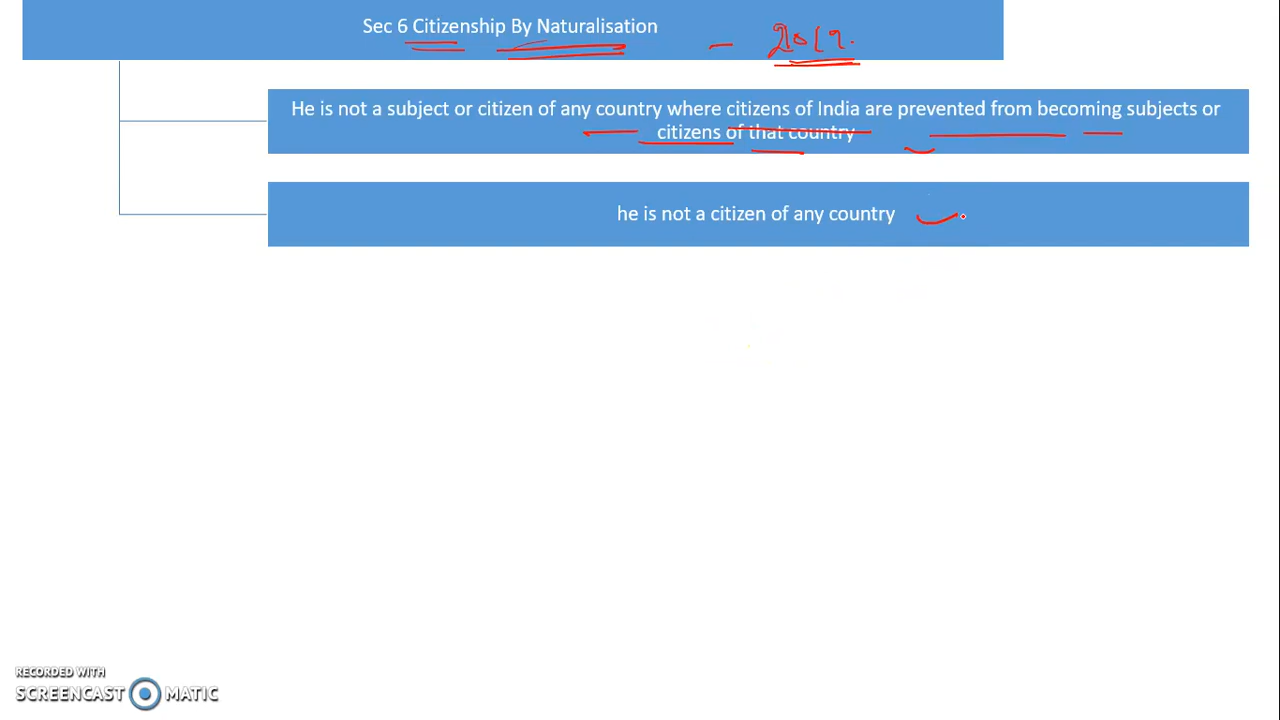 Sec 6 Citizenship By Naturalisation
- 2019.
He is not a subject or citizen of any country where citizens of India are prevented from becoming subjects or
citizens of that country
he is not a citizen of any country
RECORDED WITH
SCREENCAST MATIC